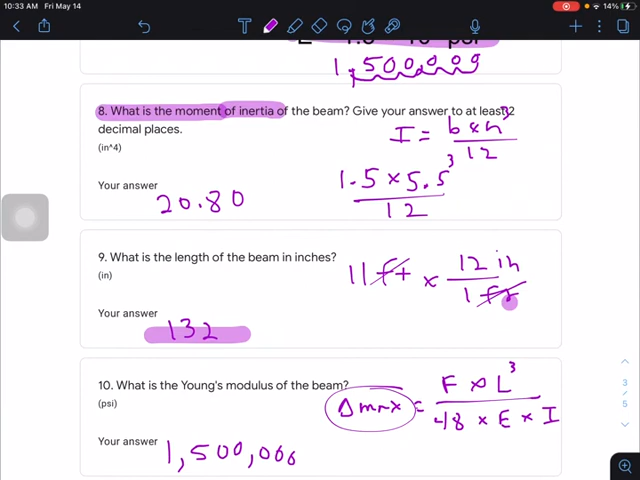 10:33 AM Fri May 14
14%
1,500,000
8. What is the moment of inertia of the beam? Give your answer to at least 2
decimal places.
(in^4)
I = b x h³
12
1.5 x 5.5³
12
Your answer
20.80
9. What is the length of the beam in inches?
(in)
11 ft x 12 in
1 ft
Your answer
132
10. What is the Young's modulus of the beam?
(psi)
Δmax = F x L³
48 x E x I
Your answer
1,500,000
3
5